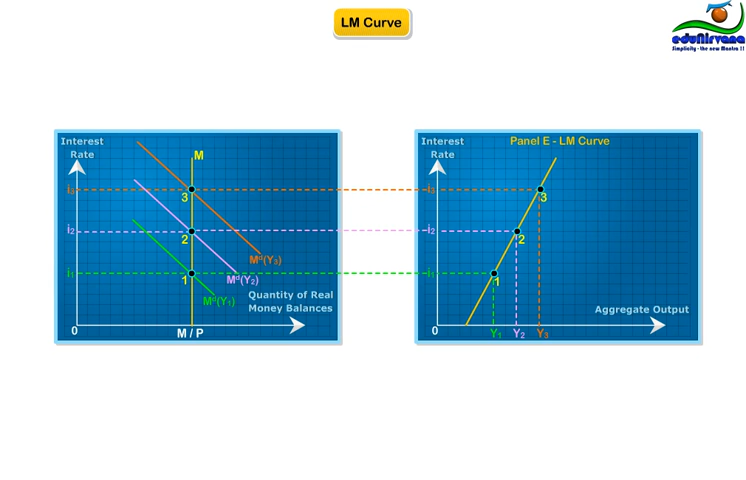 LM Curve
eduNirvana
Simplicity - the new Mantra !!
Interest
Rate
M
i₃
3
i₂
2
Mᵈ(Y₃)
i₁
1
Mᵈ(Y₂)
Mᵈ(Y₁)
Quantity of Real
Money Balances
0
M / P
Interest
Rate
Panel E - LM Curve
i₃
3
i₂
2
i₁
1
Aggregate Output
0
Y₁ Y₂ Y₃